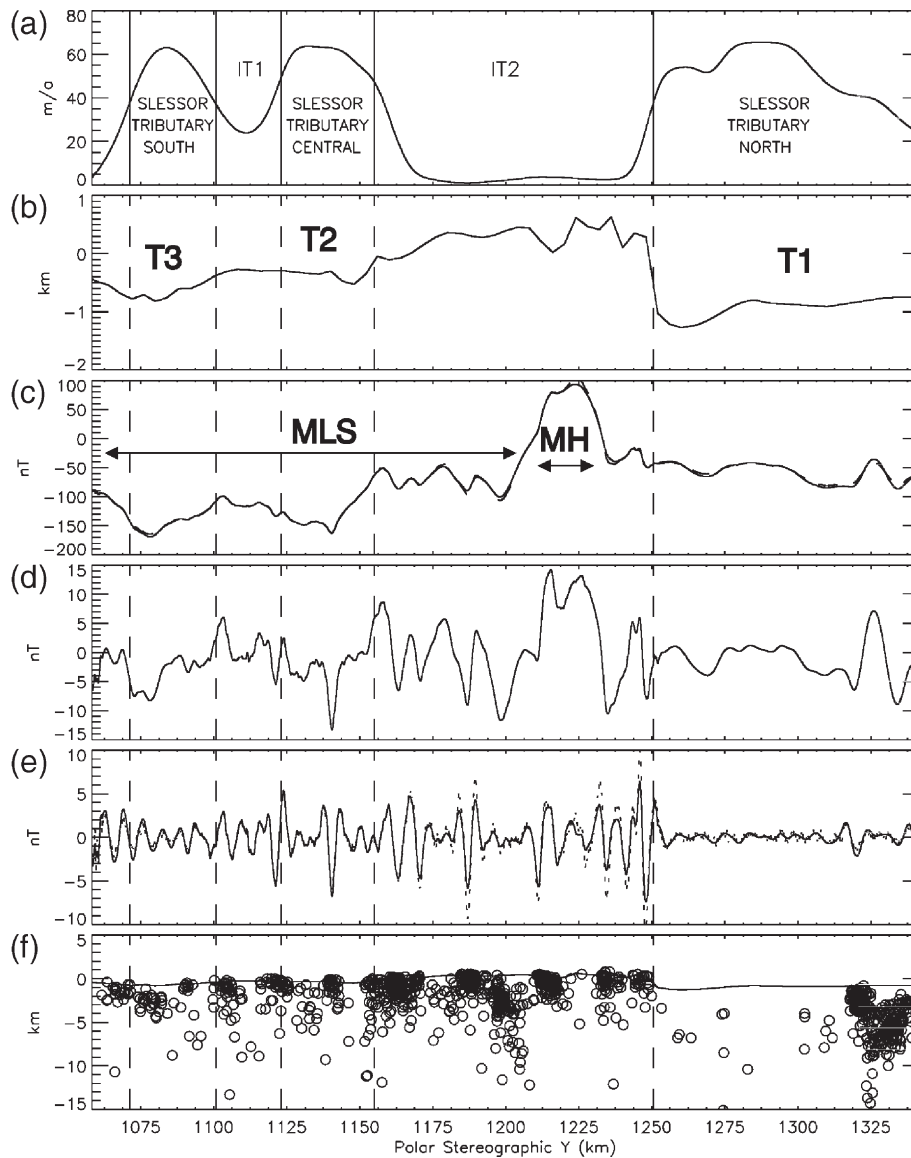 (a)
80
60
40
20
0
m/a
SLESSOR
TRIBUTARY
SOUTH
IT1
SLESSOR
TRIBUTARY
CENTRAL
IT2
SLESSOR
TRIBUTARY
NORTH
(b)
1
0
-1
-2
km
T3
T2
T1
(c)
100
50
0
-50
-100
-150
-200
nT
MLS
MH
(d)
15
10
5
0
-5
-10
-15
nT
(e)
10
5
0
-5
-10
nT
(f)
5
0
-5
-10
-15
km
1075 1100 1125 1150 1175 1200 1225 1250 1275 1300 1325
Polar Stereographic Y (km)